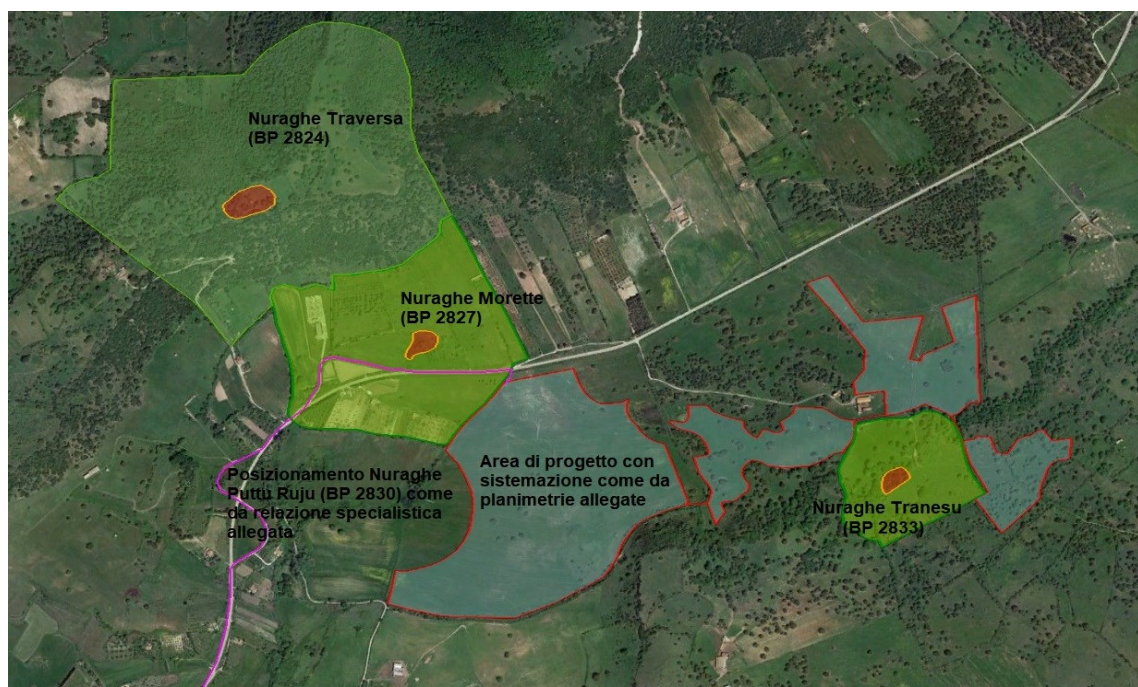 Nuraghe Traversa
(BP 2824)
Nuraghe Morette
(BP 2827)
Posizionamento Nuraghe
Puttu Ruju (BP 2830) come
da relazione specialistica
allegata
Area di progetto con
sistemazione come da
planimetrie allegate
Nuraghe Tranesu
(BP 2833)